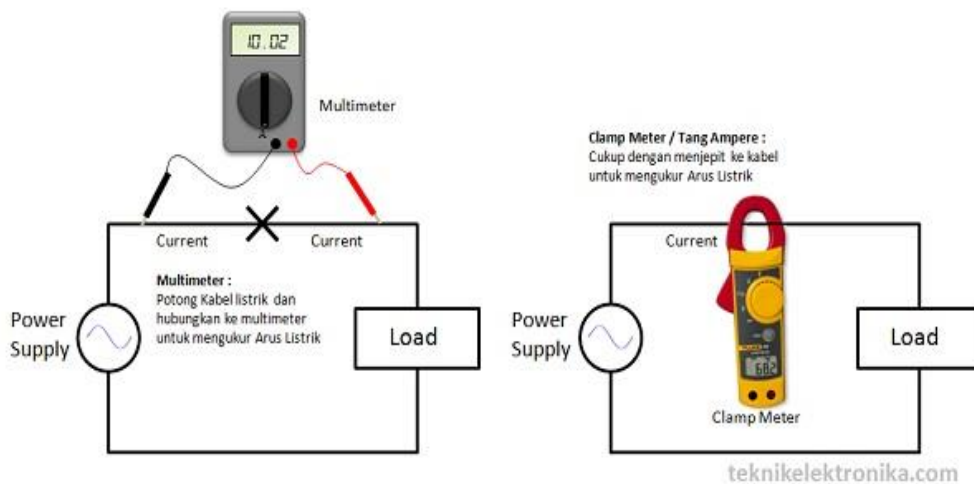 10.02
Multimeter
Current
Current
Multimeter :
Potong Kabel listrik dan
hubungkan ke multimeter
untuk mengukur Arus Listrik
Power
Supply
Load
Clamp Meter / Tang Ampere :
Cukup dengan menjepit ke kabel
untuk mengukur Arus Listrik
Current
Power
Supply
Load
FLUKE
682
Clamp Meter
teknikelektronika.com